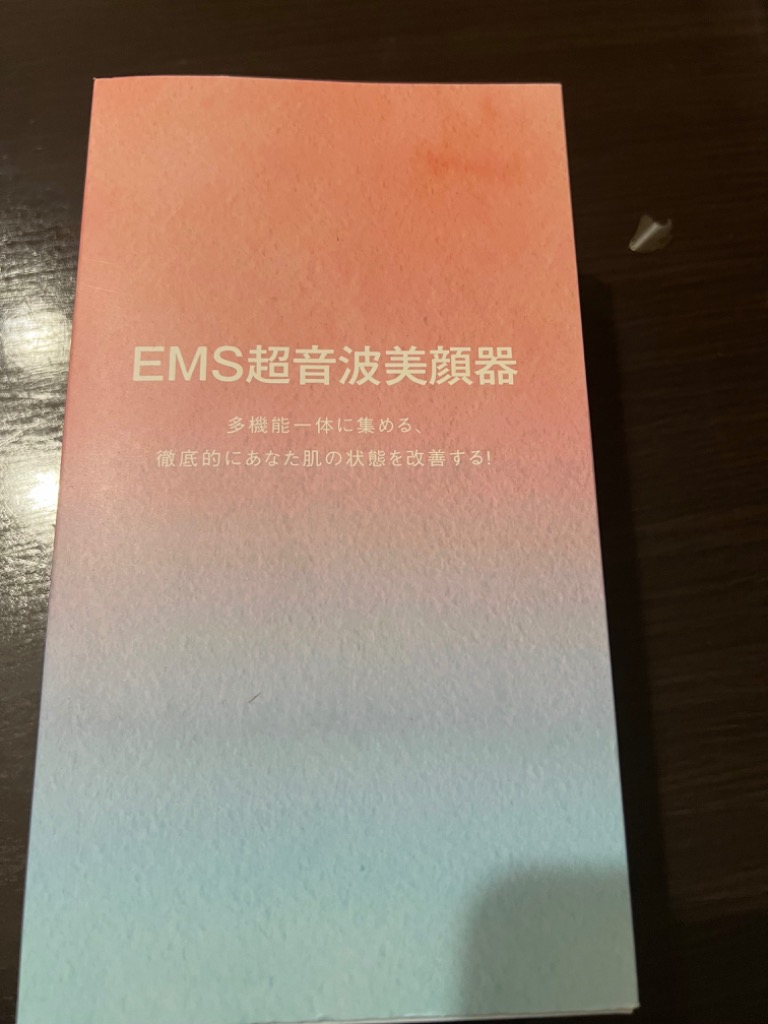 EMS超音波美顔器
多機能一体に集める、
徹底的にあなた肌の状態を改善する!